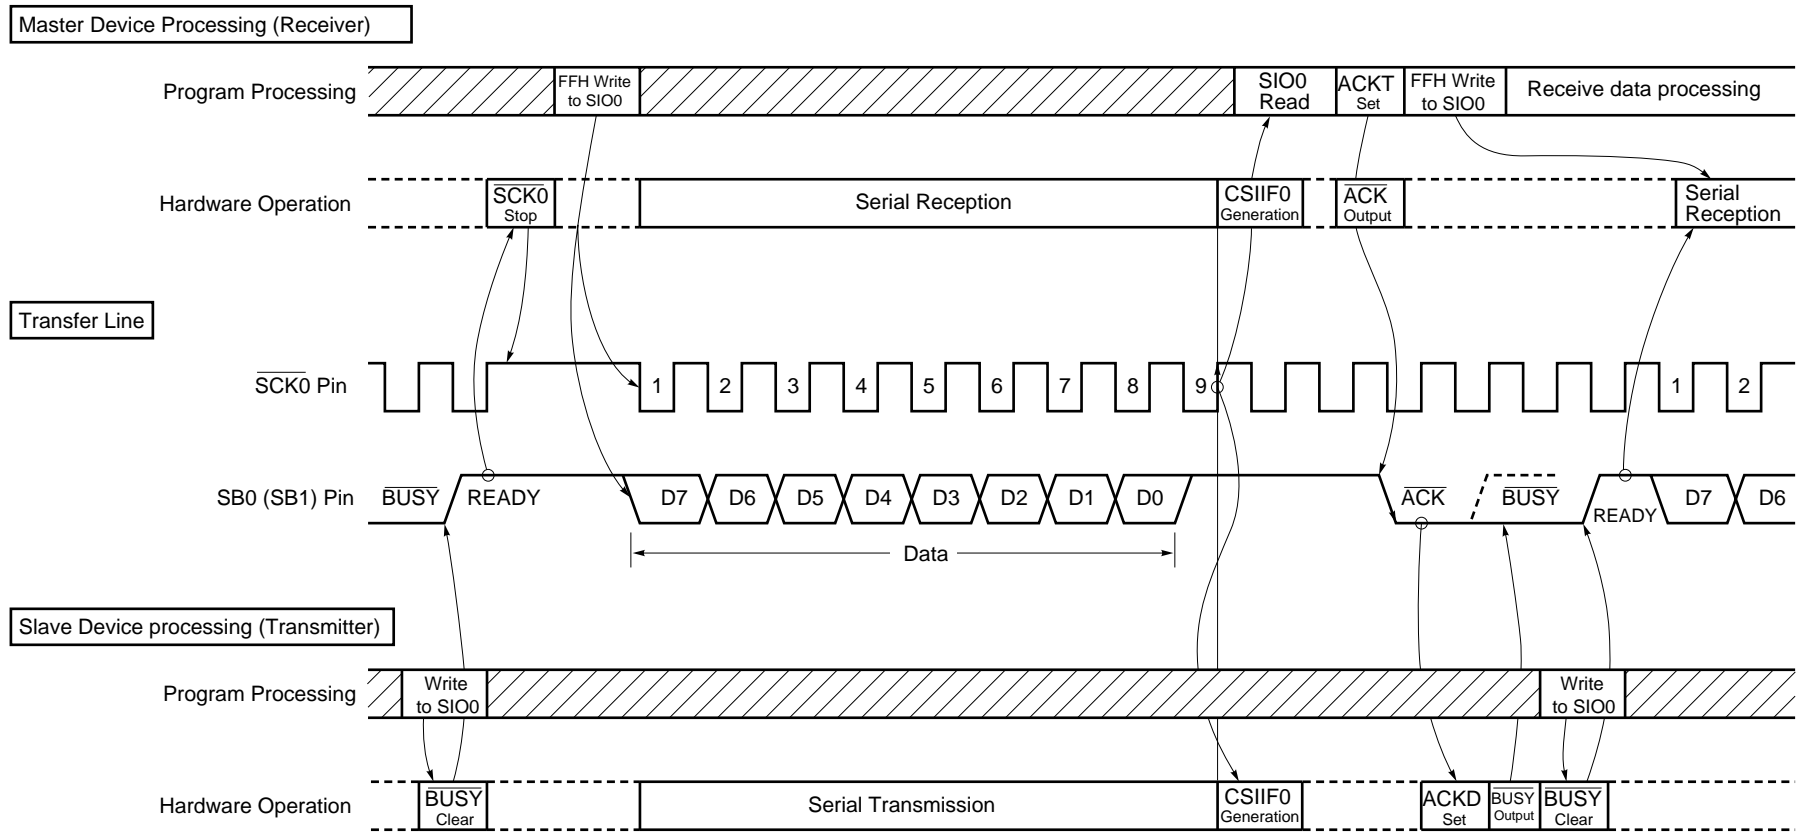 Master Device Processing (Receiver)
Program Processing
FFH Write
to SIO0
SIO0
Read
ACKT
Set
FFH Write
to SIO0
Receive data processing
Hardware Operation
SCK0
Stop
Serial Reception
CSIIF0
Generation
ACK
Output
Serial
Reception
Transfer Line
SCK0 Pin
1 2 3 4 5 6 7 8 9 1 2
SB0 (SB1) Pin
BUSY READY D7 D6 D5 D4 D3 D2 D1 D0 ACK BUSY READY D7 D6
Data
Slave Device processing (Transmitter)
Program Processing
Write
to SIO0
Write
to SIO0
Hardware Operation
BUSY
Clear
Serial Transmission
CSIIF0
Generation
ACKD
Set
BUSY
Output
BUSY
Clear